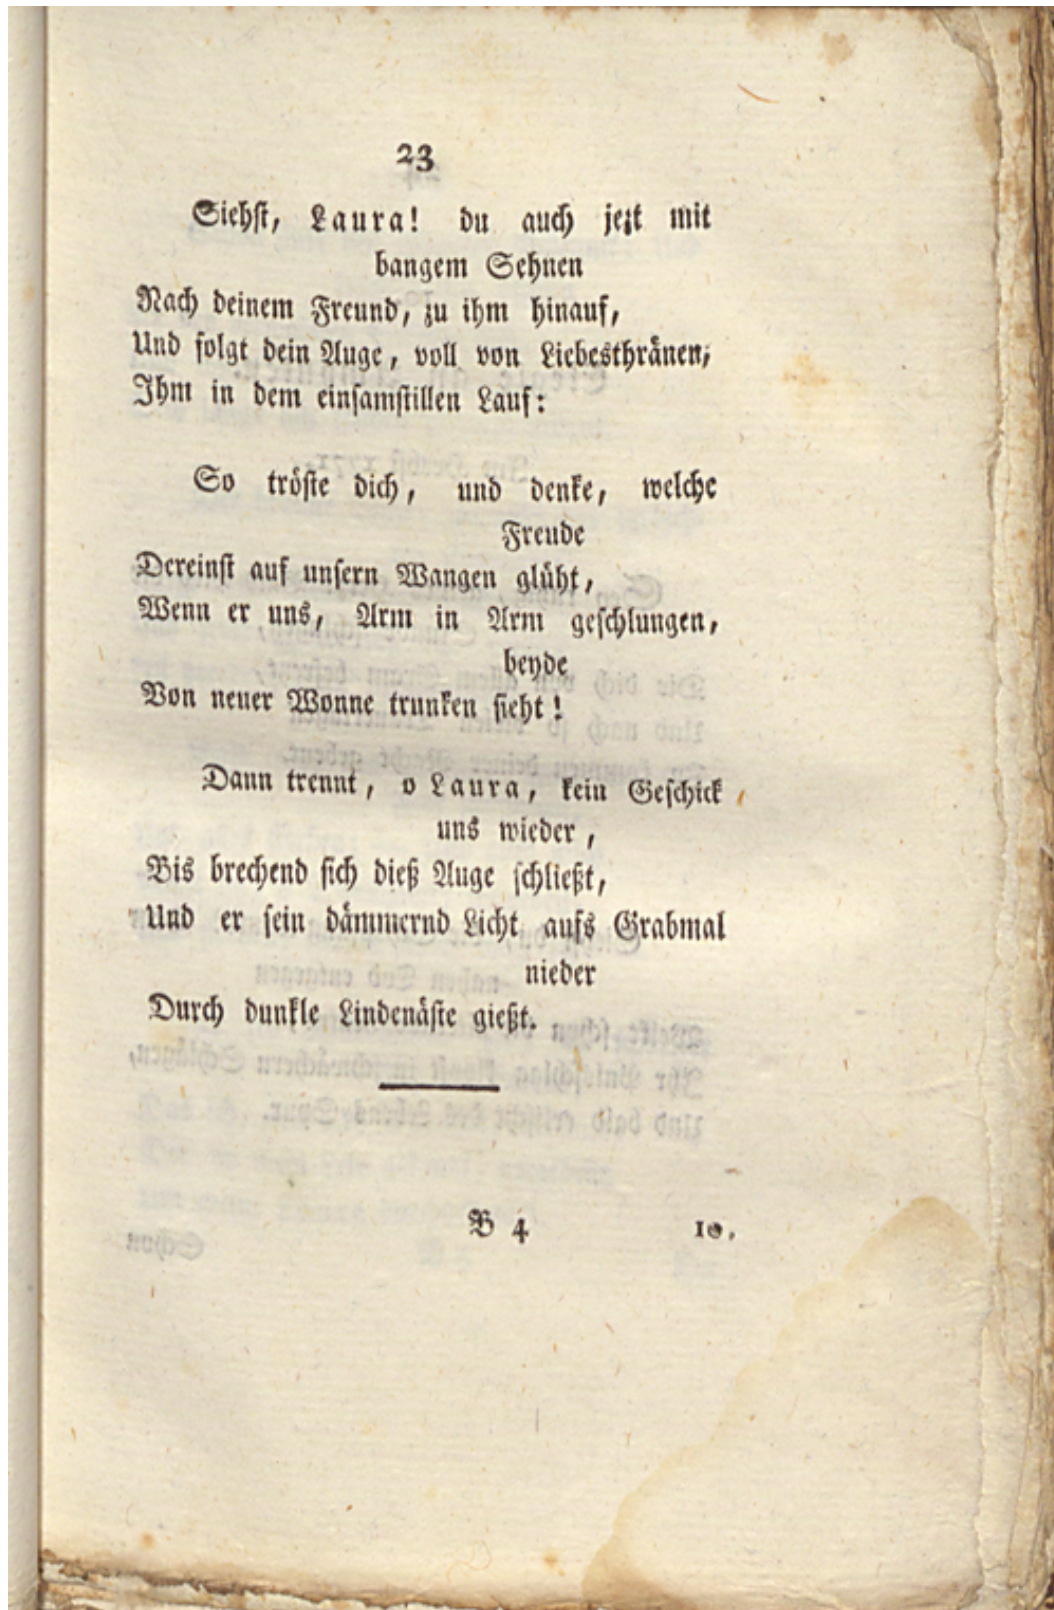 23
Siehst, Laura! du auch jezt mit
bangem Sehnen
Nach deinem Freund, zu ihm hinauf,
Und folgt dein Auge, voll von Liebesthränen,
Ihm in dem einsamstillen Lauf:
So tröste dich, und denke, welche
Freude
Dereinst auf unsern Wangen glüht,
Wenn er uns, Arm in Arm geschlungen,
beyde
Von neuer Wonne trunken sieht!
Dann trennt, o Laura, kein Geschick
uns wieder,
Bis brechend sich dieß Auge schließt,
Und er sein dämmernd Licht aufs Grabmal
nieder
Durch dunkle Lindenäste gießt.
B 4 10.